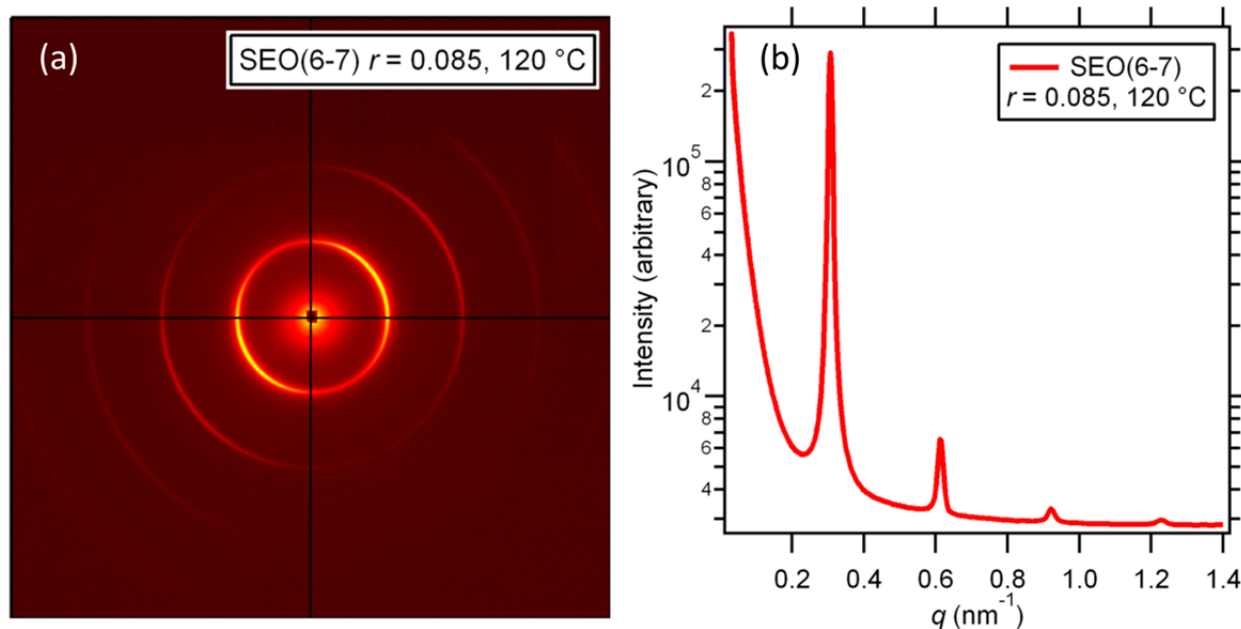 (a)
SEO(6-7) r = 0.085, 120 °C
(b)
SEO(6-7)
r = 0.085, 120 °C
Intensity (arbitrary)
2
10⁵
8
6
4
2
10⁴
8
6
4
0.2 0.4 0.6 0.8 1.0 1.2 1.4
q (nm⁻¹)